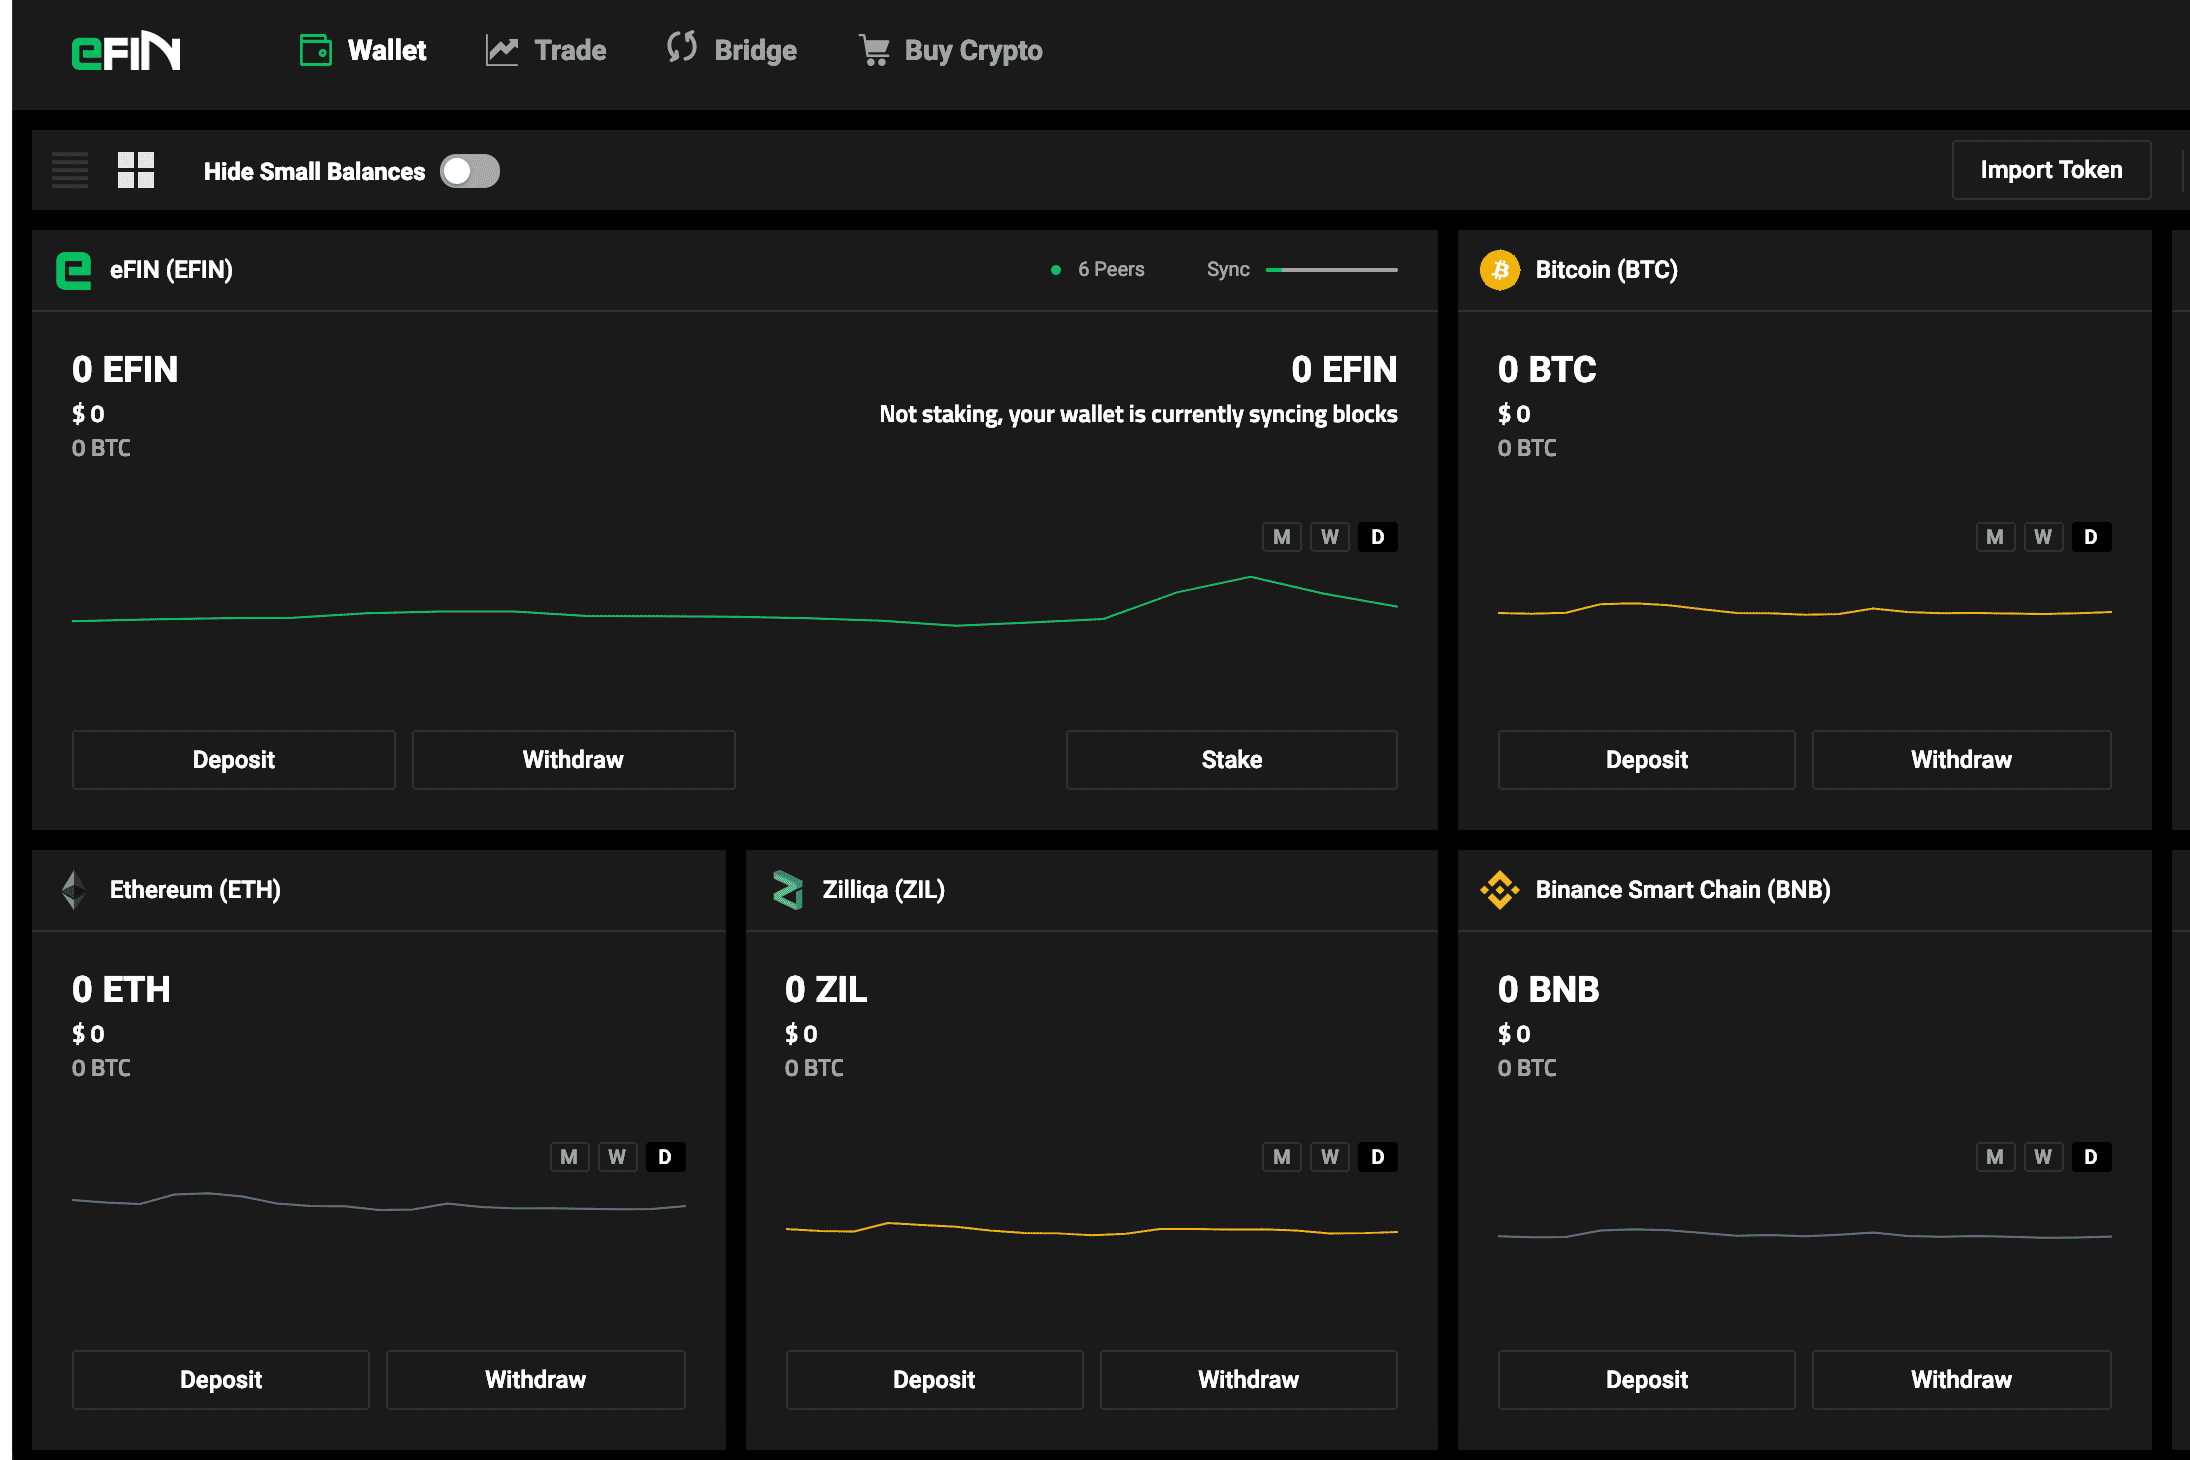 eFIN
Wallet
Trade
Bridge
Buy Crypto
Hide Small Balances
Import Token
eFIN (EFIN)
6 Peers
Sync
0 EFIN
$ 0
0 BTC
0 EFIN
Not staking, your wallet is currently syncing blocks
M W D
Deposit
Withdraw
Stake
Bitcoin (BTC)
0 BTC
$ 0
0 BTC
M W D
Deposit
Withdraw
Ethereum (ETH)
0 ETH
$ 0
0 BTC
M W D
Deposit
Withdraw
Zilliqa (ZIL)
0 ZIL
$ 0
0 BTC
M W D
Deposit
Withdraw
Binance Smart Chain (BNB)
0 BNB
$ 0
0 BTC
M W D
Deposit
Withdraw